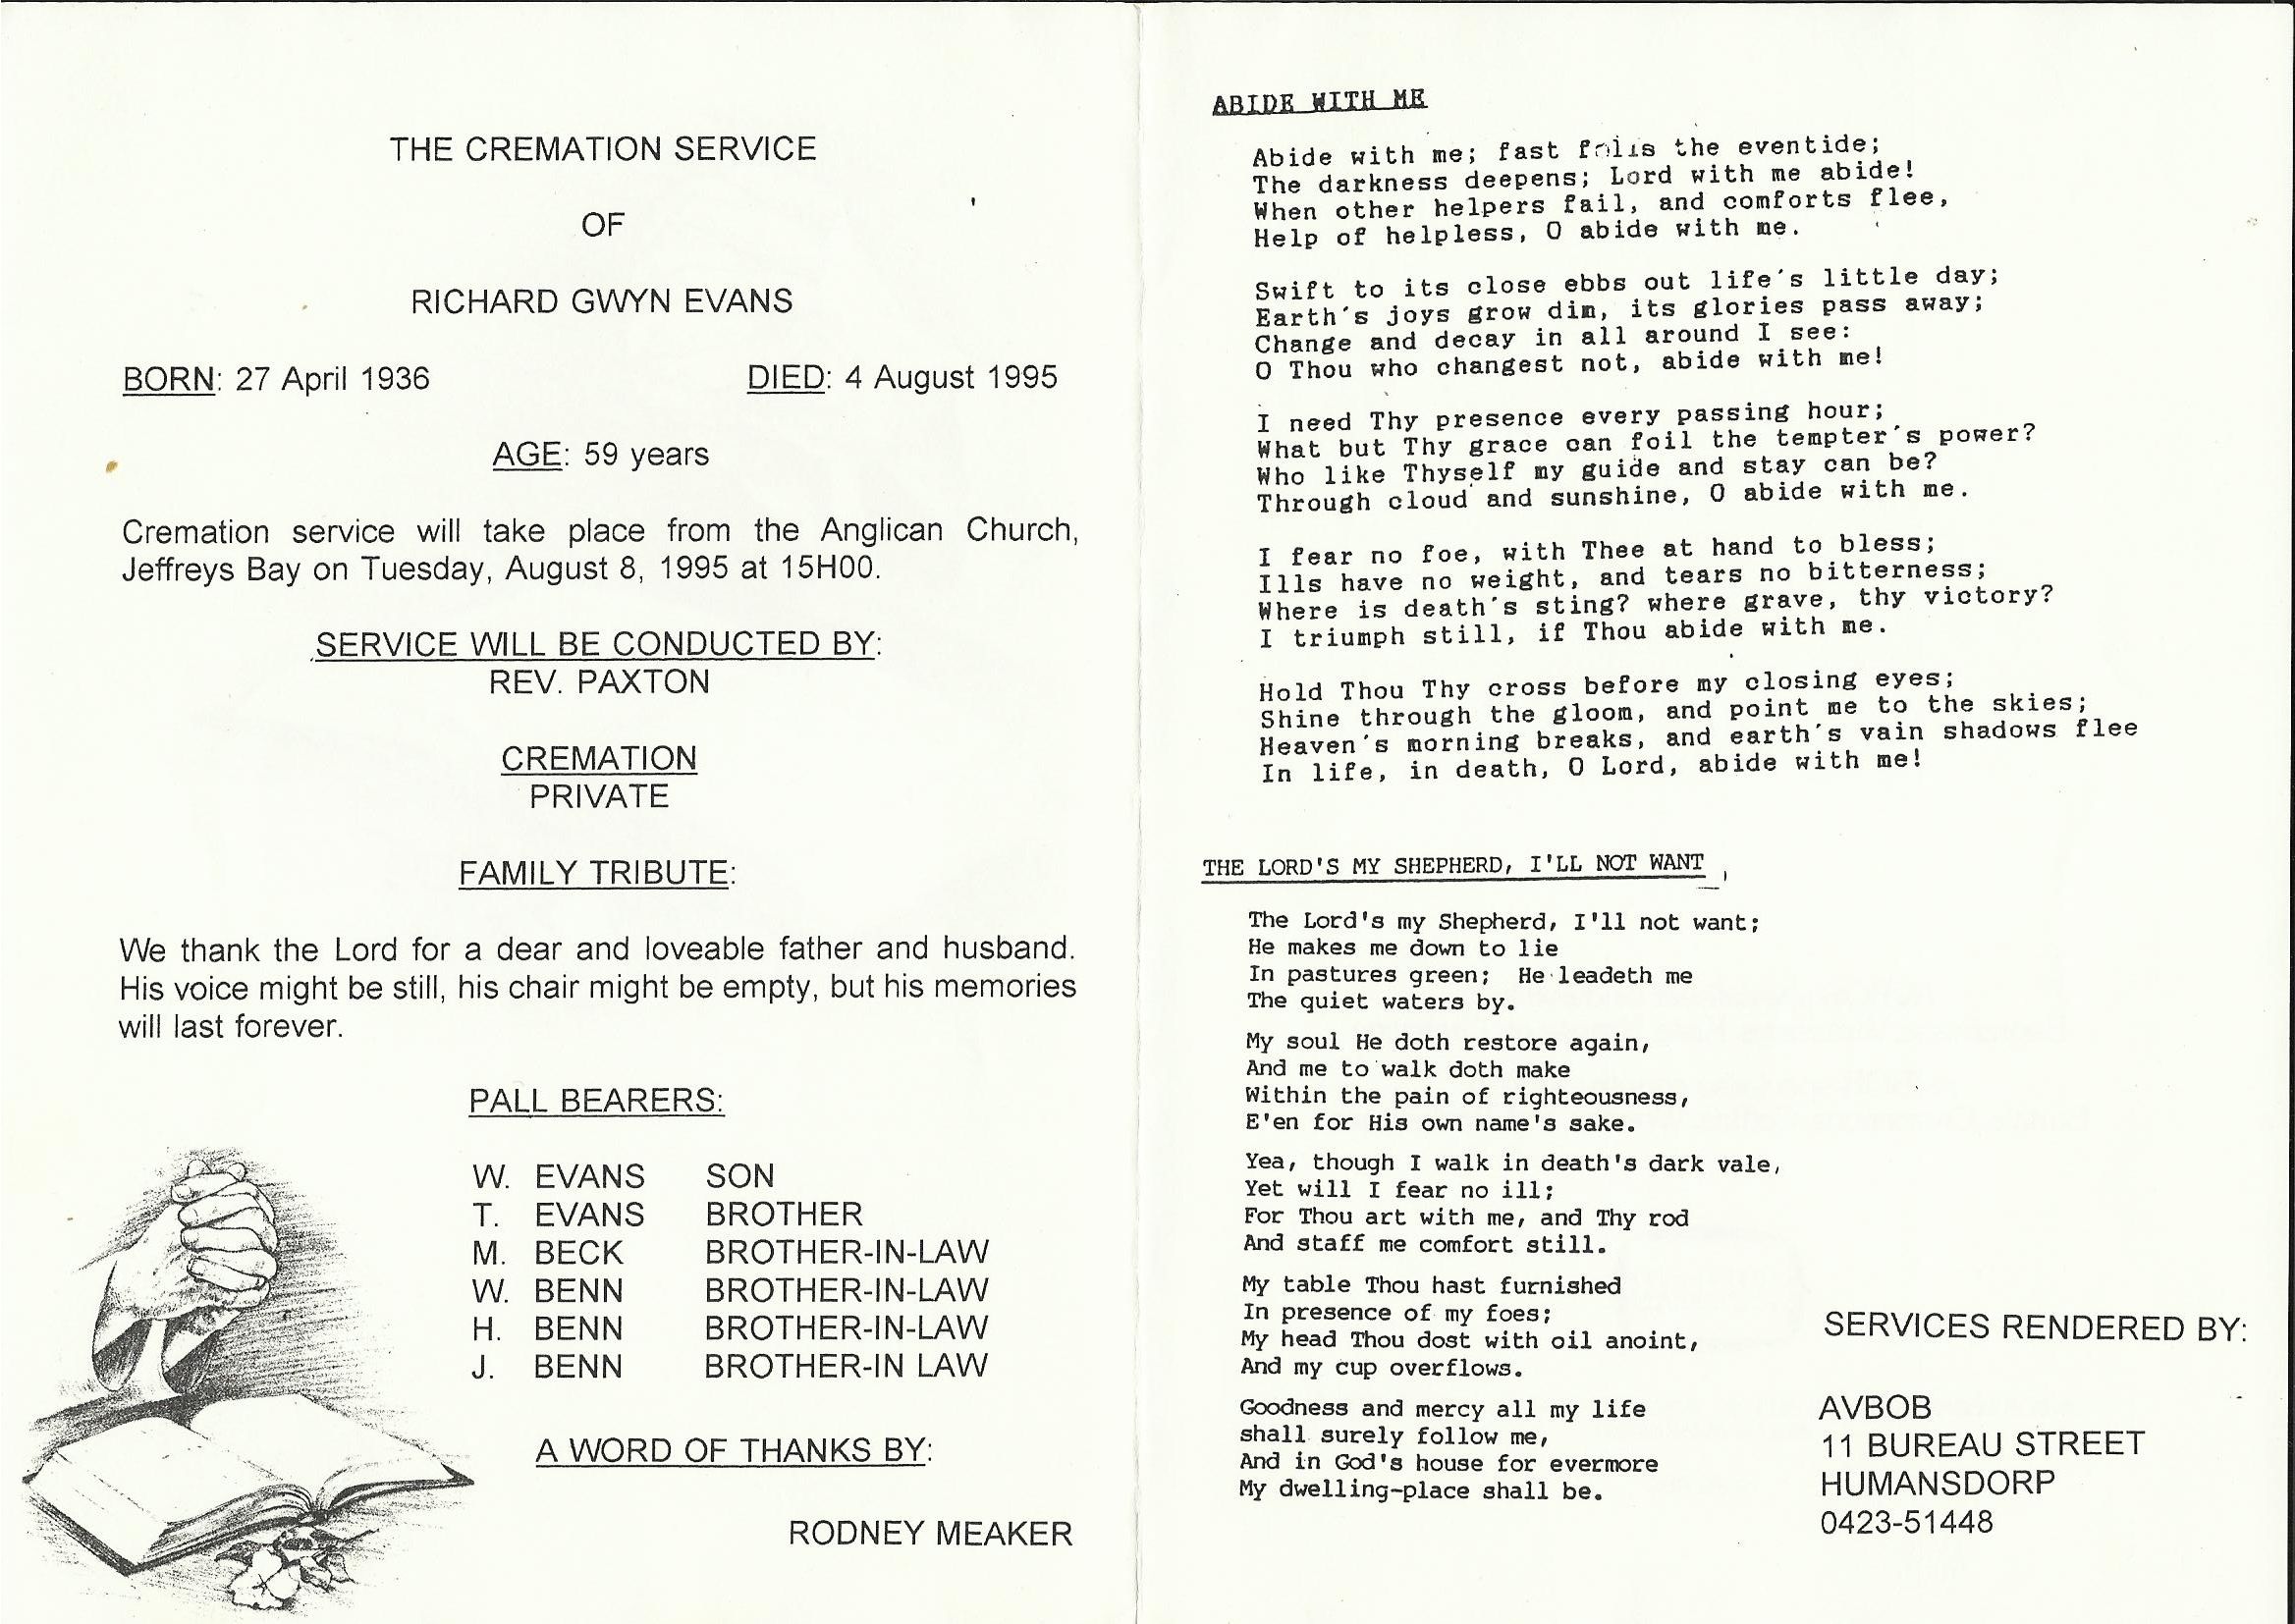 THE CREMATION SERVICE
OF
RICHARD GWYN EVANS
BORN: 27 April 1936 DIED: 4 August 1995
AGE: 59 years
Cremation service will take place from the Anglican Church,
Jeffreys Bay on Tuesday, August 8, 1995 at 15H00.
SERVICE WILL BE CONDUCTED BY:
REV. PAXTON
CREMATION
PRIVATE
FAMILY TRIBUTE:
We thank the Lord for a dear and loveable father and husband.
His voice might be still, his chair might be empty, but his memories
will last forever.
PALL BEARERS:
W. EVANS SON
T. EVANS BROTHER
M. BECK BROTHER-IN-LAW
W. BENN BROTHER-IN-LAW
H. BENN BROTHER-IN-LAW
J. BENN BROTHER-IN LAW
A WORD OF THANKS BY:
RODNEY MEAKER
ABIDE WITH ME
Abide with me; fast falls the eventide;
The darkness deepens; Lord with me abide!
When other helpers fail, and comforts flee,
Help of helpless, O abide with me.
Swift to its close ebbs out life's little day;
Earth's joys grow dim, its glories pass away;
Change and decay in all around I see:
O Thou who changest not, abide with me!
I need Thy presence every passing hour;
What but Thy grace can foil the tempter's power?
Who like Thyself my guide and stay can be?
Through cloud and sunshine, O abide with me.
I fear no foe, with Thee at hand to bless;
Ills have no weight, and tears no bitterness;
Where is death's sting? where grave, thy victory?
I triumph still, if Thou abide with me.
Hold Thou Thy cross before my closing eyes;
Shine through the gloom, and point me to the skies;
Heaven's morning breaks, and earth's vain shadows flee
In life, in death, O Lord, abide with me!
THE LORD'S MY SHEPHERD, I'LL NOT WANT
The Lord's my Shepherd, I'll not want;
He makes me down to lie
In pastures green; He leadeth me
The quiet waters by.
My soul He doth restore again,
And me to walk doth make
Within the pain of righteousness,
E'en for His own name's sake.
Yea, though I walk in death's dark vale,
Yet will I fear no ill;
For Thou art with me, and Thy rod
And staff me comfort still.
My table Thou hast furnished
In presence of my foes;
My head Thou dost with oil anoint,
And my cup overflows.
Goodness and mercy all my life
shall surely follow me,
And in God's house for evermore
My dwelling-place shall be.
SERVICES RENDERED BY:
AVBOB
11 BUREAU STREET
HUMANSDORP
0423-51448